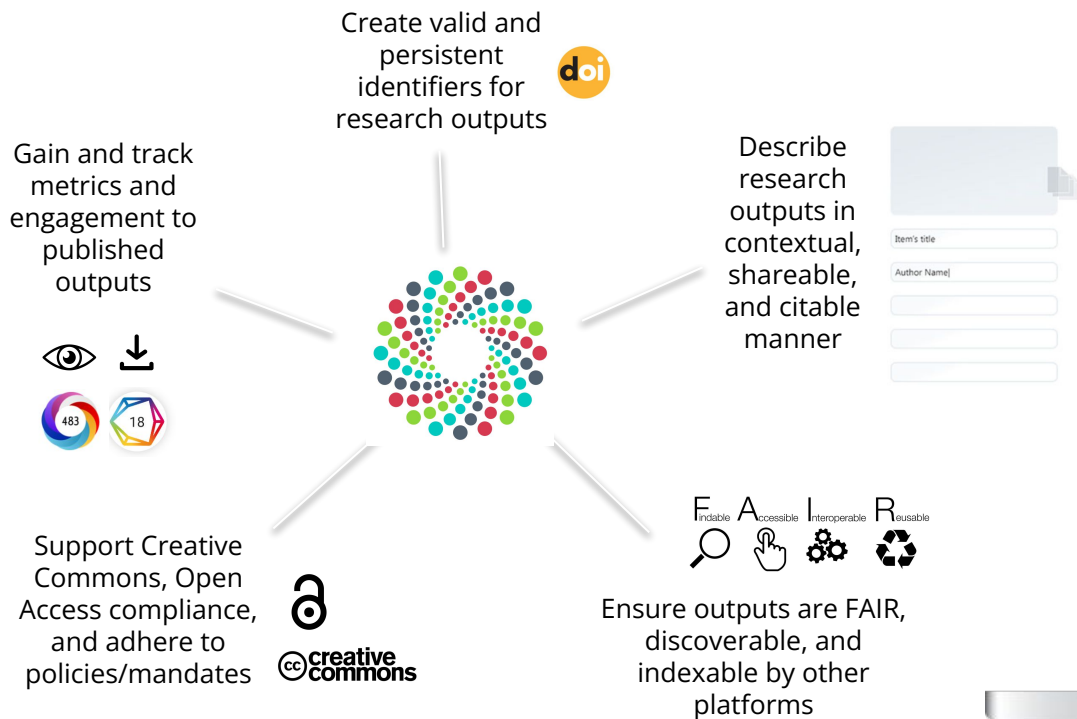 Create valid and
persistent
identifiers for
research outputs
doi
Gain and track
metrics and
engagement to
published
outputs
483
18
Describe
research
outputs in
contextual,
shareable,
and citable
manner
Item's title
Author Name
Support Creative
Commons, Open
Access compliance,
and adhere to
policies/mandates
cc creative
commons
Findable Accessible Interoperable Reusable
Ensure outputs are FAIR,
discoverable, and
indexable by other
platforms